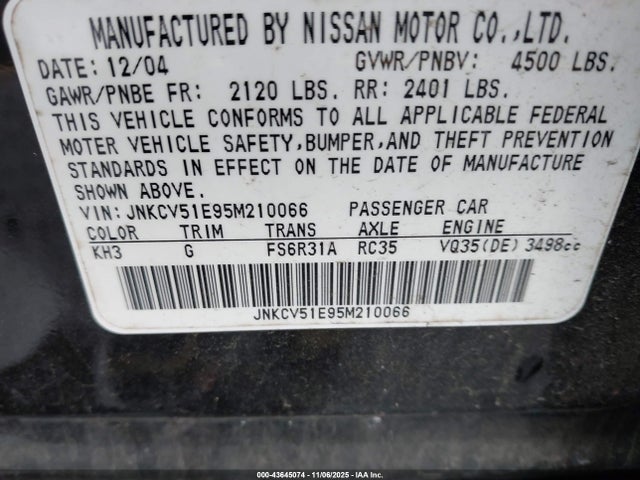 MANUFACTURED BY NISSAN MOTOR CO.,LTD.
DATE: 12/04 GVWR/PNBV: 4500 LBS.
GAWR/PNBE FR: 2120 LBS. RR: 2401 LBS.
THIS VEHICLE CONFORMS TO ALL APPLICABLE FEDERAL
MOTER VEHICLE SAFETY,BUMPER,AND THEFT PREVENTION
STANDARDS IN EFFECT ON THE DATE OF MANUFACTURE
SHOWN ABOVE.
VIN: JNKCV51E95M210066 PASSENGER CAR
COLOR TRIM TRANS AXLE ENGINE
KH3 G FS6R31A RC35 VQ35(DE) 3498cc
JNKCV51E95M210066
000-43645074 - 11/06/2025 - IAA Inc.